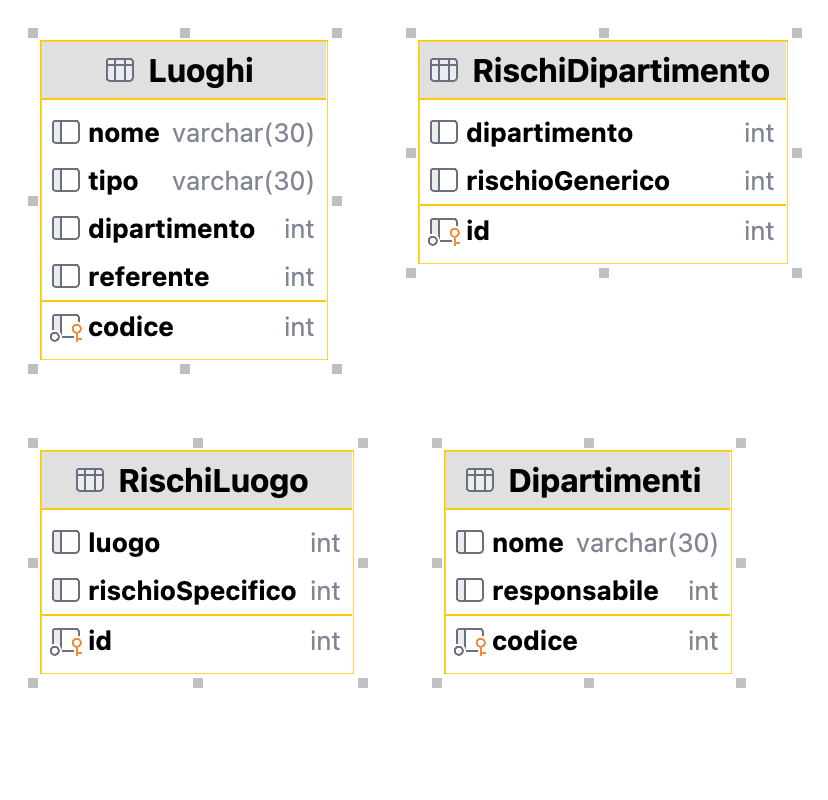 Luoghi
nome varchar(30)
tipo varchar(30)
dipartimento int
referente int
codice int
RischiDipartimento
dipartimento int
rischioGenerico int
id int
RischiLuogo
luogo int
rischioSpecifico int
id int
Dipartimenti
nome varchar(30)
responsabile int
codice int